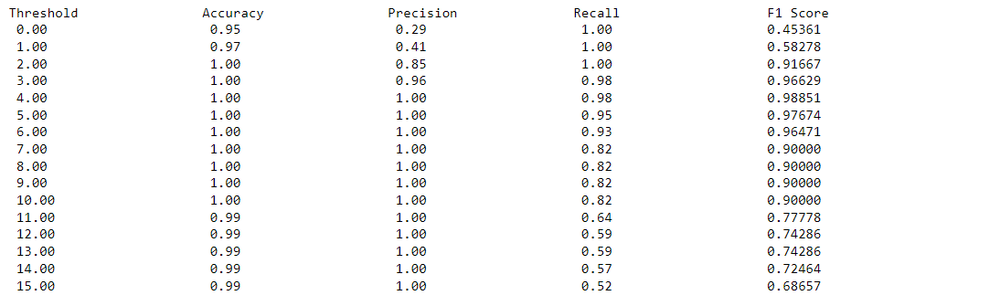 Threshold Accuracy Precision Recall F1 Score
0.00 0.95 0.29 1.00 0.45361
1.00 0.97 0.41 1.00 0.58278
2.00 1.00 0.85 1.00 0.91667
3.00 1.00 0.96 0.98 0.96629
4.00 1.00 1.00 0.98 0.98851
5.00 1.00 1.00 0.95 0.97674
6.00 1.00 1.00 0.93 0.96471
7.00 1.00 1.00 0.82 0.90000
8.00 1.00 1.00 0.82 0.90000
9.00 1.00 1.00 0.82 0.90000
10.00 1.00 1.00 0.82 0.90000
11.00 0.99 1.00 0.64 0.77778
12.00 0.99 1.00 0.59 0.74286
13.00 0.99 1.00 0.59 0.74286
14.00 0.99 1.00 0.57 0.72464
15.00 0.99 1.00 0.52 0.68657